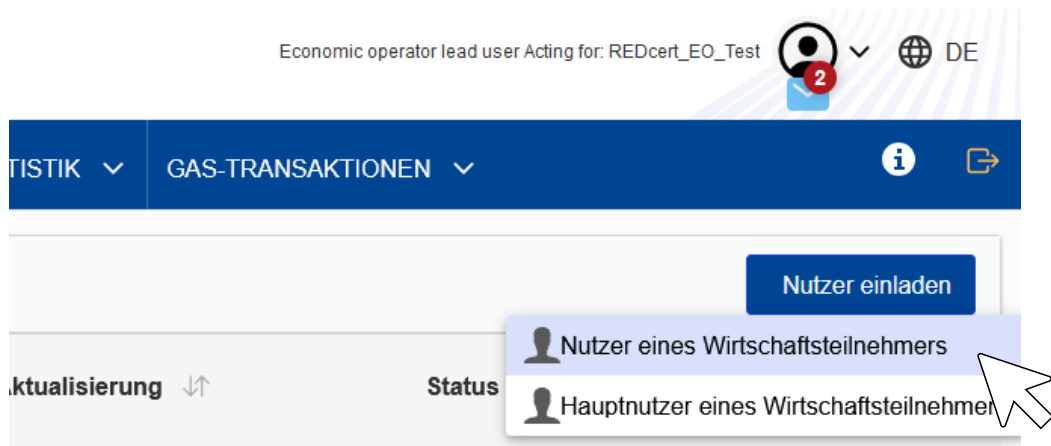 Economic operator lead user Acting for: REDcert_EO_Test
2
DE
TISTIK
GAS-TRANSAKTIONEN
i
Nutzer einladen
Nutzer eines Wirtschaftsteilnehmers
ktualisierung
Status
Hauptnutzer eines Wirtschaftsteilnehmer